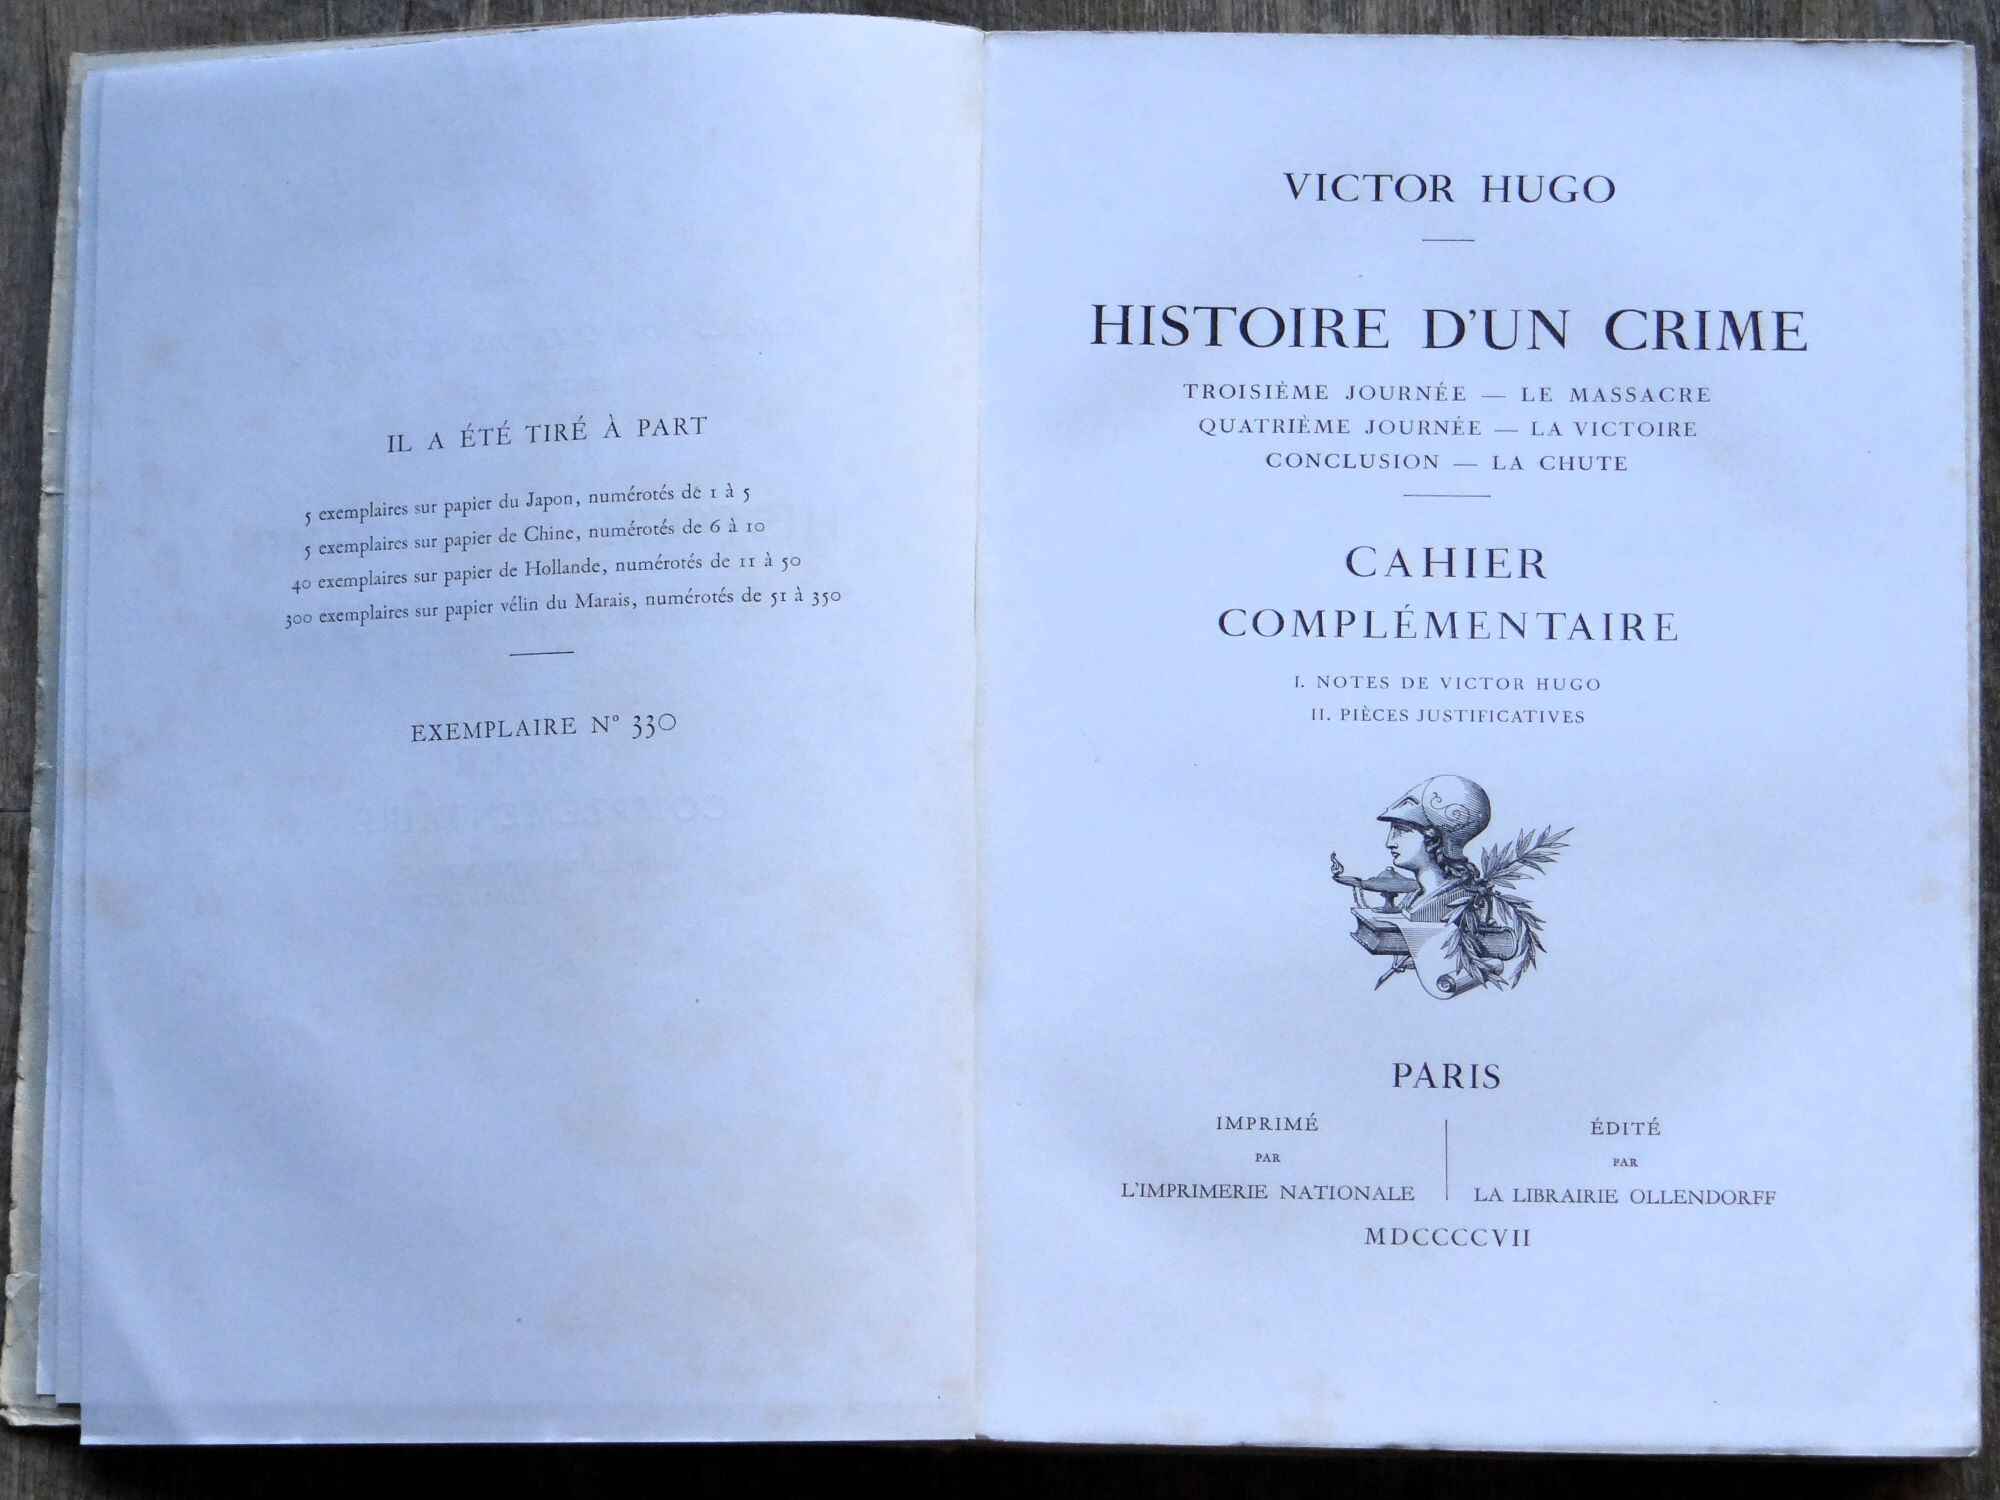 IL A ÉTÉ TIRÉ À PART
5 exemplaires sur papier du Japon, numérotés de 1 à 5
5 exemplaires sur papier de Chine, numérotés de 6 à 10
40 exemplaires sur papier de Hollande, numérotés de 11 à 50
300 exemplaires sur papier vélin du Marais, numérotés de 51 à 350
EXEMPLAIRE N° 330
VICTOR HUGO
HISTOIRE D'UN CRIME
TROISIÈME JOURNÉE — LE MASSACRE
QUATRIÈME JOURNÉE — LA VICTOIRE
CONCLUSION — LA CHUTE
CAHIER
COMPLÉMENTAIRE
I. NOTES DE VICTOR HUGO
II. PIÈCES JUSTIFICATIVES
PARIS
IMPRIMÉ
PAR
L'IMPRIMERIE NATIONALE
ÉDITÉ
PAR
LA LIBRAIRIE OLLENDORFF
MDCCCCVII